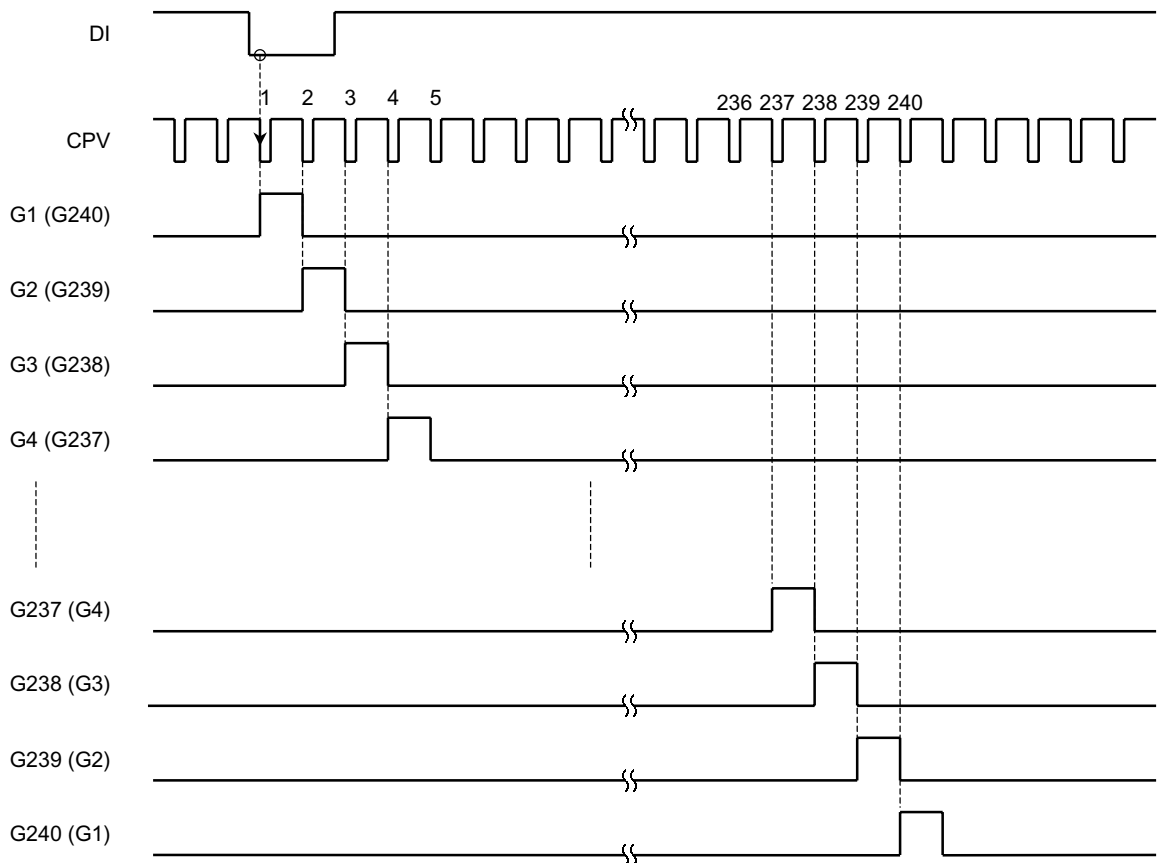 DI
1 2 3 4 5 236 237 238 239 240
CPV
G1 (G240)
G2 (G239)
G3 (G238)
G4 (G237)
G237 (G4)
G238 (G3)
G239 (G2)
G240 (G1)